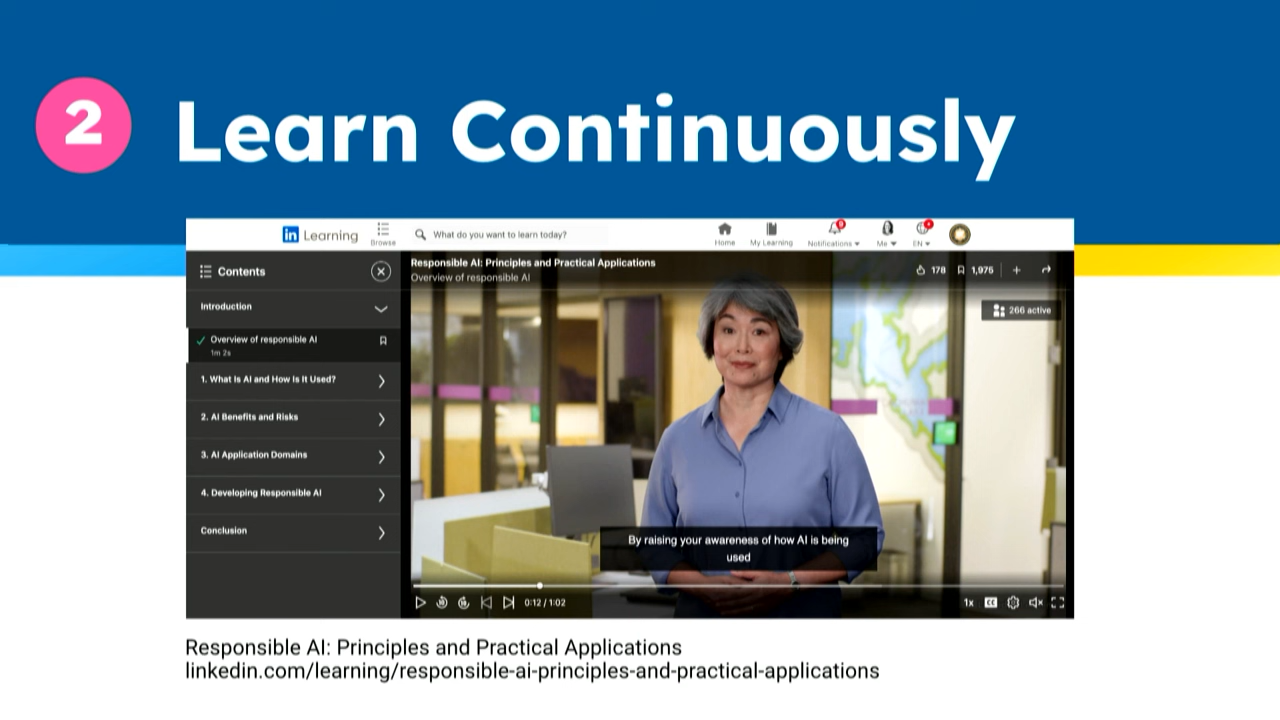 2
Learn Continuously
in Learning
Browse
What do you want to learn today?
Home
My Learning
Notifications
Me
EN
Contents
Responsible AI: Principles and Practical Applications
Overview of responsible AI
178
1,976
266 active
Introduction
Overview of responsible AI
1m 2s
1. What Is AI and How Is It Used?
2. AI Benefits and Risks
3. AI Application Domains
4. Developing Responsible AI
Conclusion
By raising your awareness of how AI is being
used
0:12 / 1:02
1x
CC
Responsible AI: Principles and Practical Applications
linkedin.com/learning/responsible-ai-principles-and-practical-applications